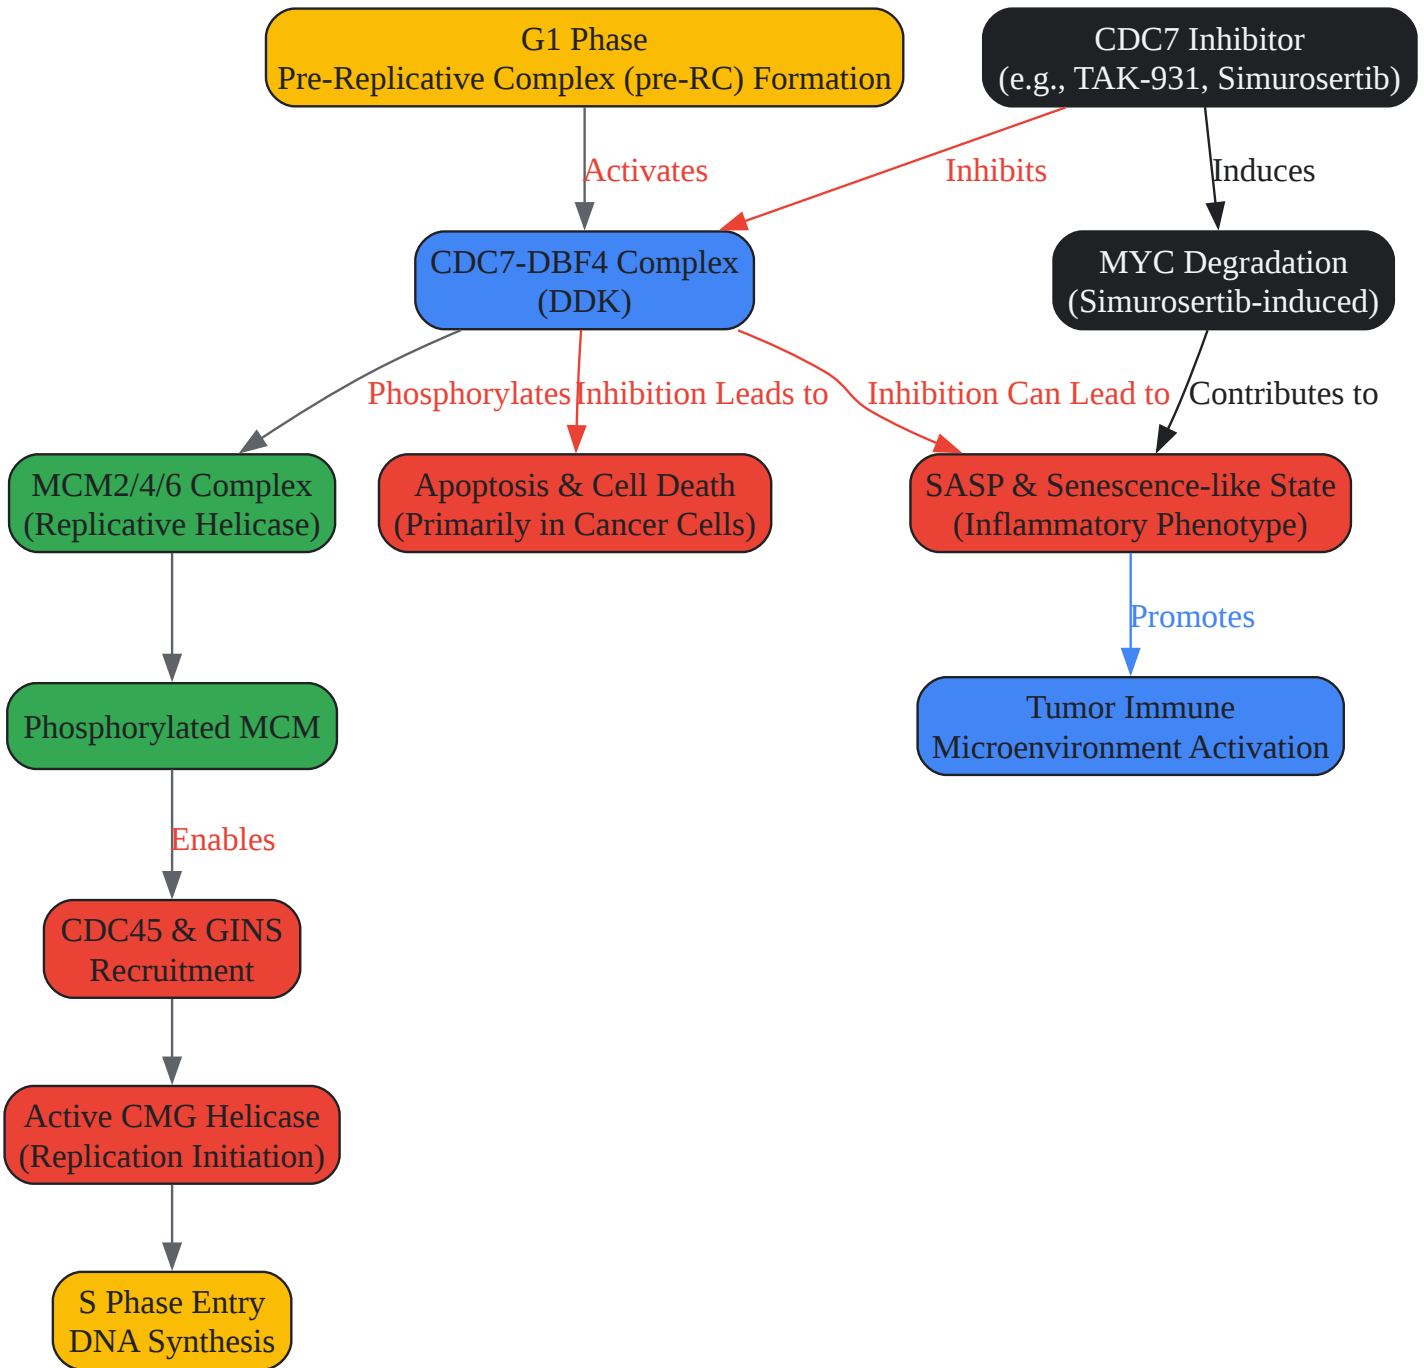 G1 Phase
Pre-Replicative Complex (pre-RC) Formation
CDC7 Inhibitor
(e.g., TAK-931, Simurosertib)
Activates
Inhibits
Induces
CDC7-DBF4 Complex
(DDK)
MYC Degradation
(Simurosertib-induced)
Phosphorylates
Inhibition Leads to
Inhibition Can Lead to
Contributes to
MCM2/4/6 Complex
(Replicative Helicase)
Apoptosis & Cell Death
(Primarily in Cancer Cells)
SASP & Senescence-like State
(Inflammatory Phenotype)
Promotes
Phosphorylated MCM
Tumor Immune
Microenvironment Activation
Enables
CDC45 & GINS
Recruitment
Active CMG Helicase
(Replication Initiation)
S Phase Entry
DNA Synthesis